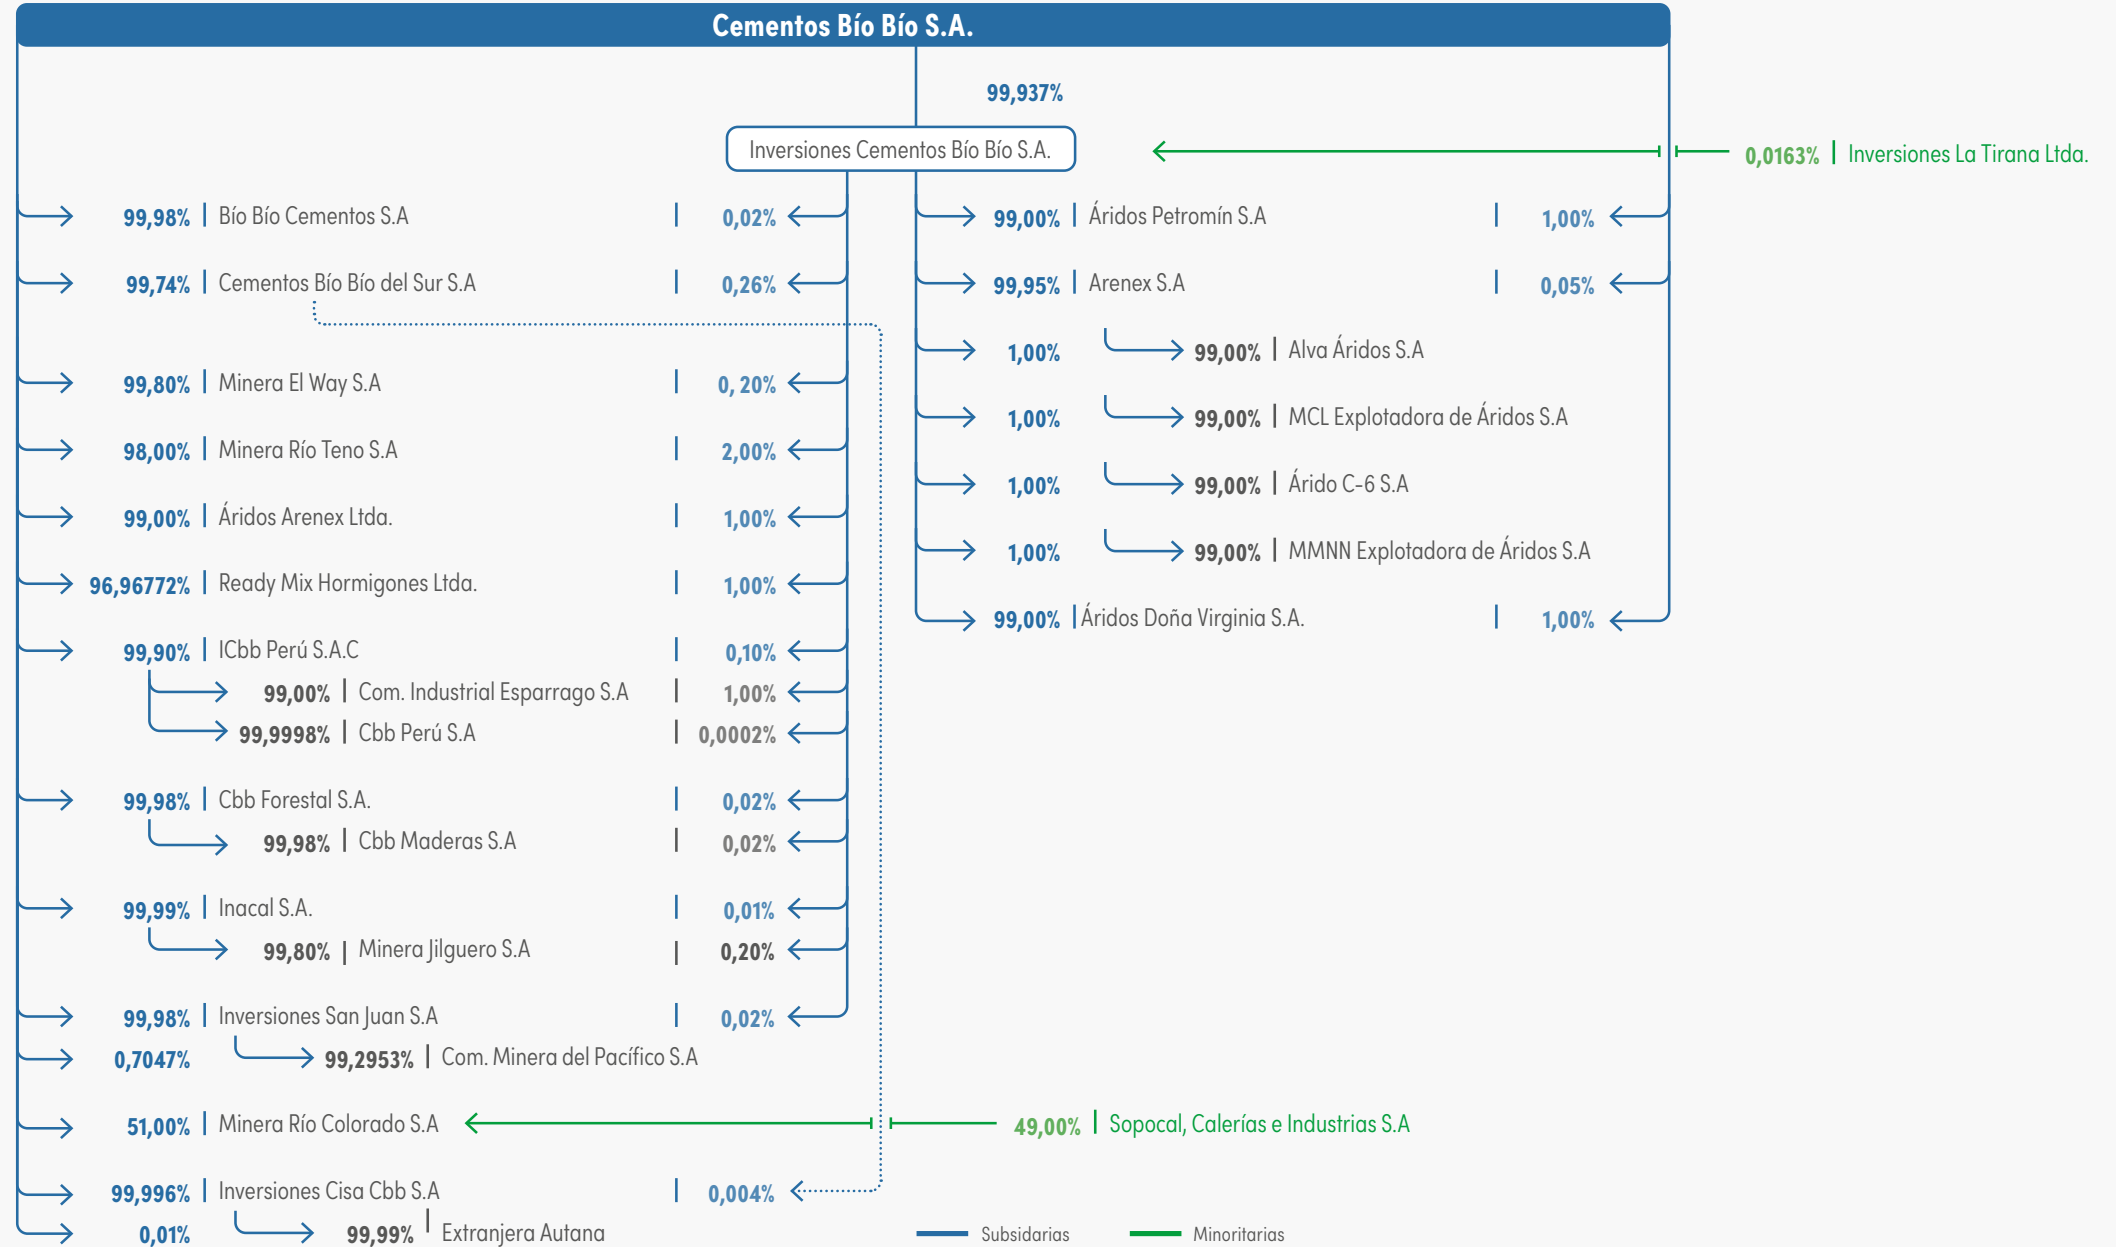 Cementos Bío Bío S.A.
99,937%
Inversiones Cementos Bío Bío S.A.
0,0163% | Inversiones La Tirana Ltda.
99,98% | Bío Bío Cementos S.A | 0,02%
99,74% | Cementos Bío Bío del Sur S.A | 0,26%
99,80% | Minera El Way S.A | 0, 20%
98,00% | Minera Río Teno S.A | 2,00%
99,00% | Áridos Arenex Ltda. | 1,00%
96,96772% | Ready Mix Hormigones Ltda. | 1,00%
99,90% | ICbb Perú S.A.C | 0,10%
99,00% | Com. Industrial Esparrago S.A | 1,00%
99,9998% | Cbb Perú S.A | 0,0002%
99,98% | Cbb Forestal S.A. | 0,02%
99,98% | Cbb Maderas S.A | 0,02%
99,99% | Inacal S.A. | 0,01%
99,80% | Minera Jilguero S.A | 0,20%
99,98% | Inversiones San Juan S.A | 0,02%
0,7047% 99,2953% | Com. Minera del Pacífico S.A
51,00% | Minera Río Colorado S.A
49,00% | Sopocal, Calerías e Industrias S.A
99,996% | Inversiones Cisa Cbb S.A | 0,004%
0,01% 99,99% | Extranjera Autana
99,00% | Áridos Petromín S.A | 1,00%
99,95% | Arenex S.A | 0,05%
1,00% 99,00% | Alva Áridos S.A
1,00% 99,00% | MCL Explotadora de Áridos S.A
1,00% 99,00% | Árido C-6 S.A
1,00% 99,00% | MMNN Explotadora de Áridos S.A
99,00% | Áridos Doña Virginia S.A. | 1,00%
Subsidarias
Minoritarias